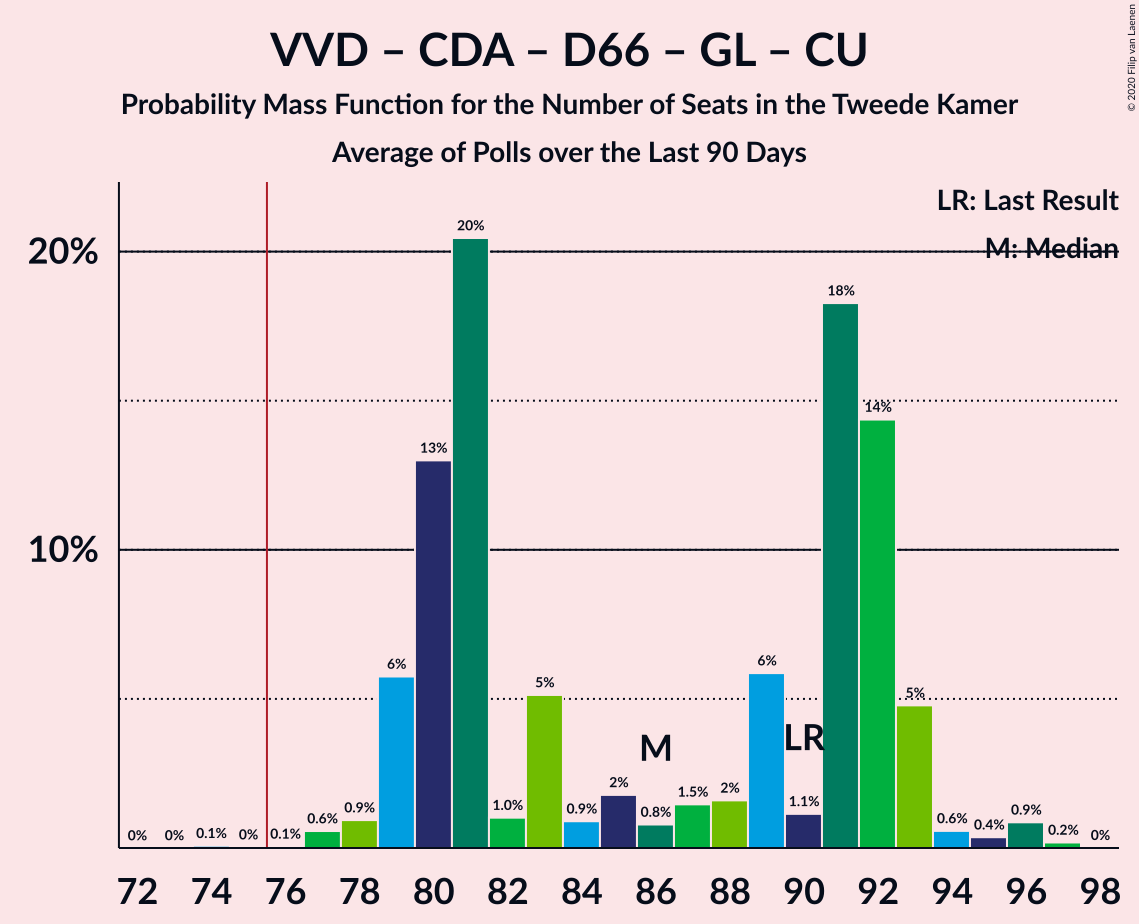 VVD – CDA – D66 – GL – CU
Probability Mass Function for the Number of Seats in the Tweede Kamer
Average of Polls over the Last 90 Days
© 2020 Filip van Laenen
LR: Last Result
M: Median
20%
10%
0% 0% 0.1% 0% 0.1% 0.6% 0.9% 6% 13% 20% 1.0% 5% 0.9% 2% 0.8% 1.5% 2% 6% 1.1% 18% 14% 5% 0.6% 0.4% 0.9% 0.2% 0%
M
LR
72 74 76 78 80 82 84 86 88 90 92 94 96 98